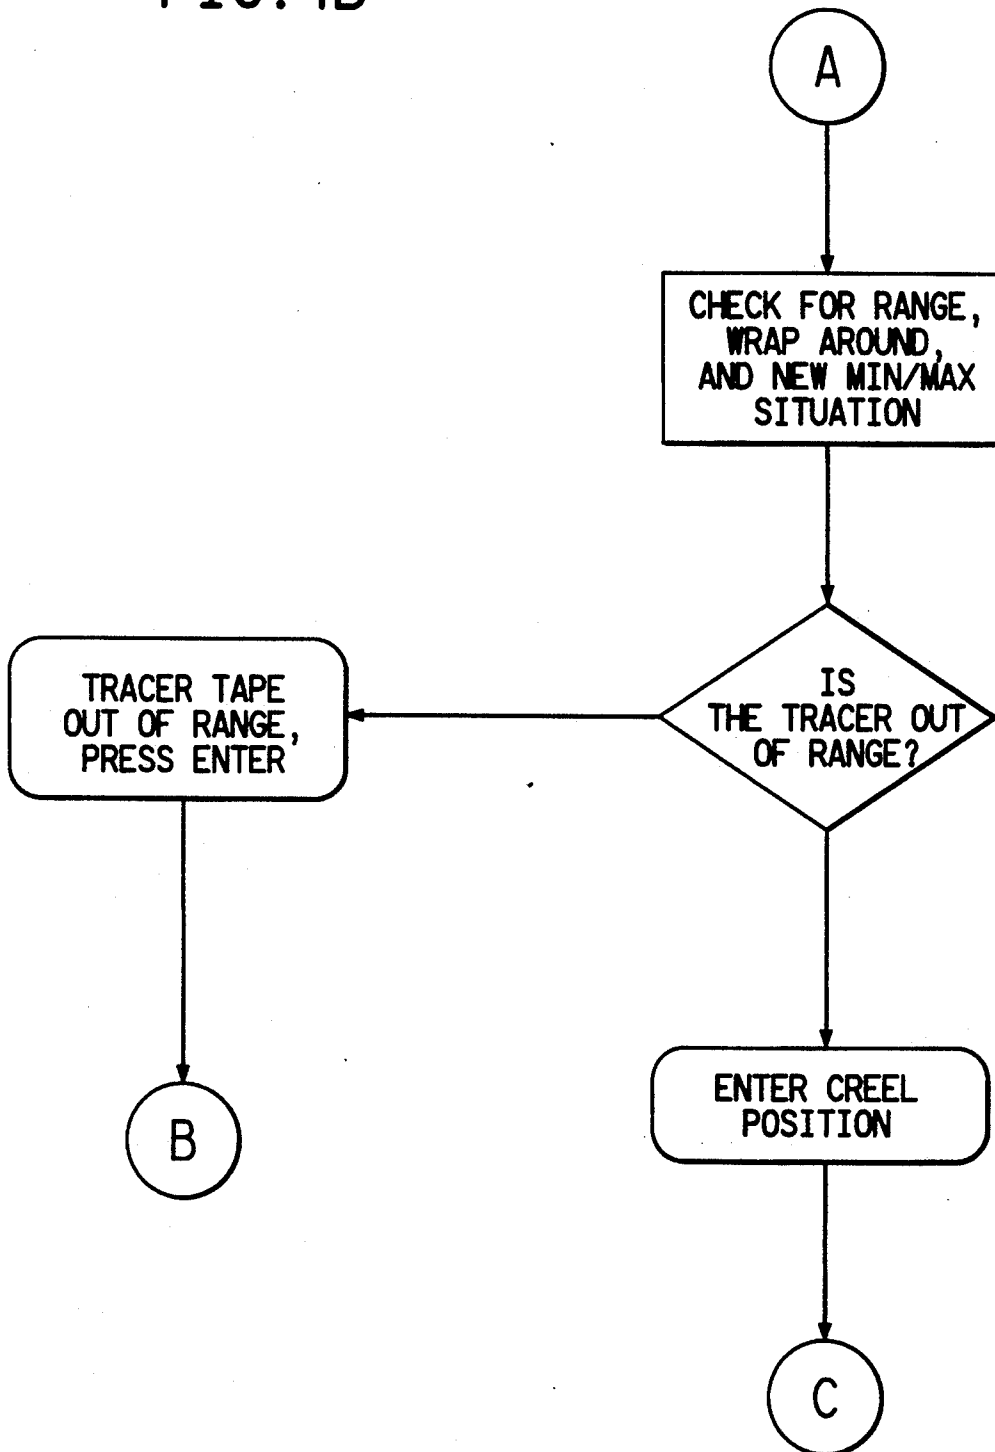 FIG. 4B
A
CHECK FOR RANGE,
WRAP AROUND,
AND NEW MIN/MAX
SITUATION
IS
THE TRACER OUT
OF RANGE?
TRACER TAPE
OUT OF RANGE,
PRESS ENTER
ENTER CREEL
POSITION
B
C